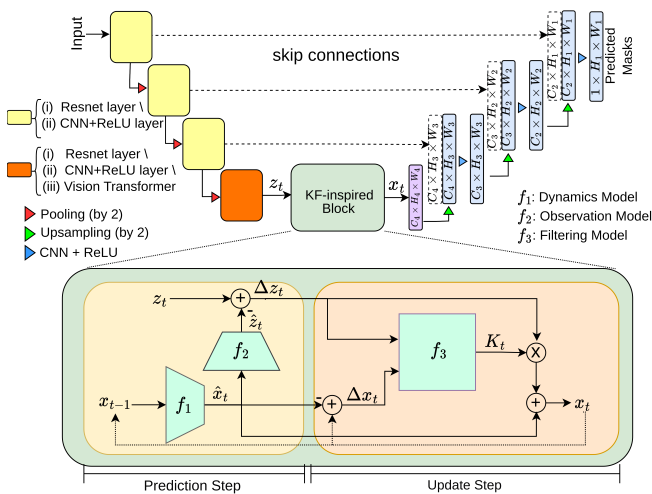 Input
skip connections
C_2 × H_1 × W_1
C_2 × H_1 × W_1
1 × H_1 × W_1
Predicted
Masks
C_3 × H_2 × W_2
C_3 × H_2 × W_2
C_2 × H_2 × W_2
(i) Resnet layer \
(ii) CNN+ReLU layer
C_4 × H_3 × W_3
C_4 × H_3 × W_3
C_3 × H_3 × W_3
(i) Resnet layer \
(ii) CNN+ReLU layer \
(iii) Vision Transformer
z_t
KF-inspired
Block
x_t
C_4 × H_4 × W_4
Pooling (by 2)
Upsampling (by 2)
CNN + ReLU
f_1: Dynamics Model
f_2: Observation Model
f_3: Filtering Model
z_t
+
Δz_t
-
ẑ_t
f_2
f_3
K_t
X
x_{t-1}
f_1
x̂_t
-
+
Δx_t
+
x_t
Prediction Step
Update Step